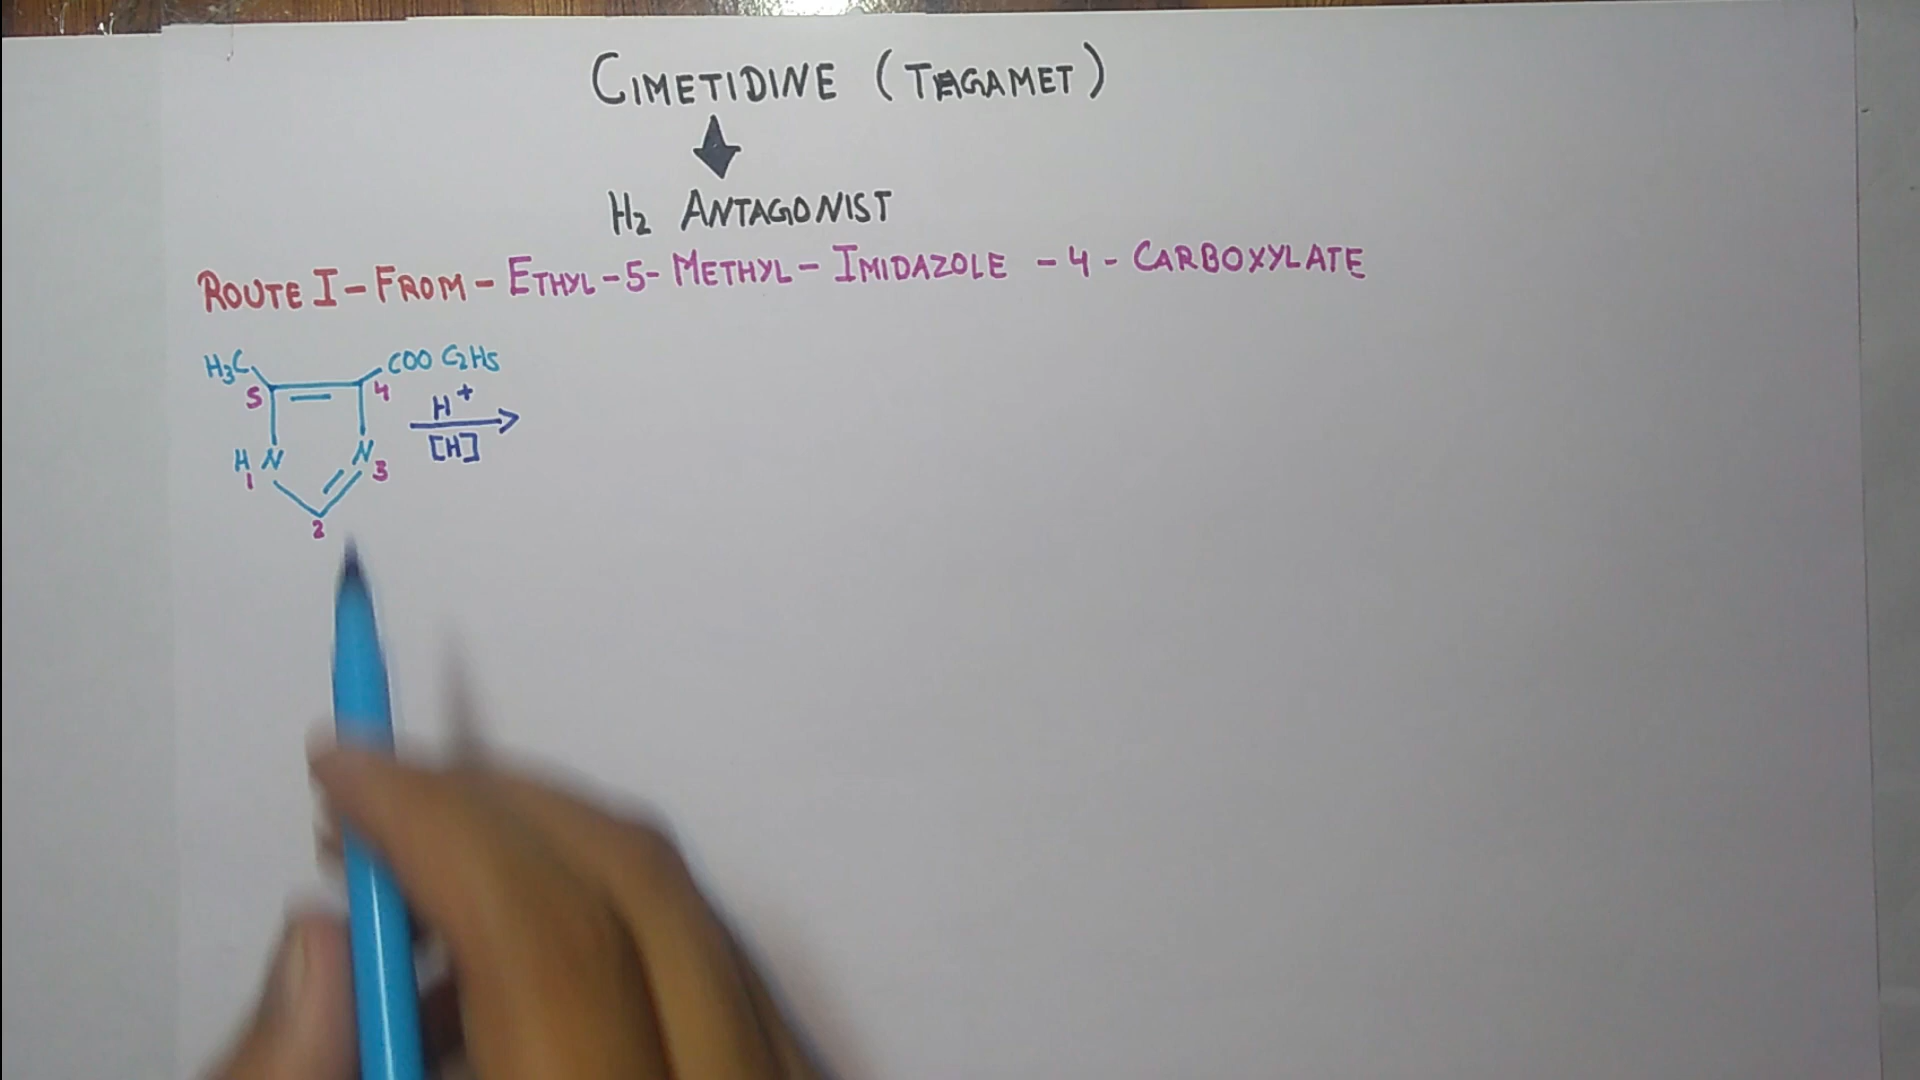 CIMETIDINE (TAGAMET)
H2 ANTAGONIST
ROUTE I - FROM - ETHYL - 5 - METHYL - IMIDAZOLE - 4 - CARBOXYLATE
H3C COO C2H5
5 4
H+
[H]
H N N
1 3
2